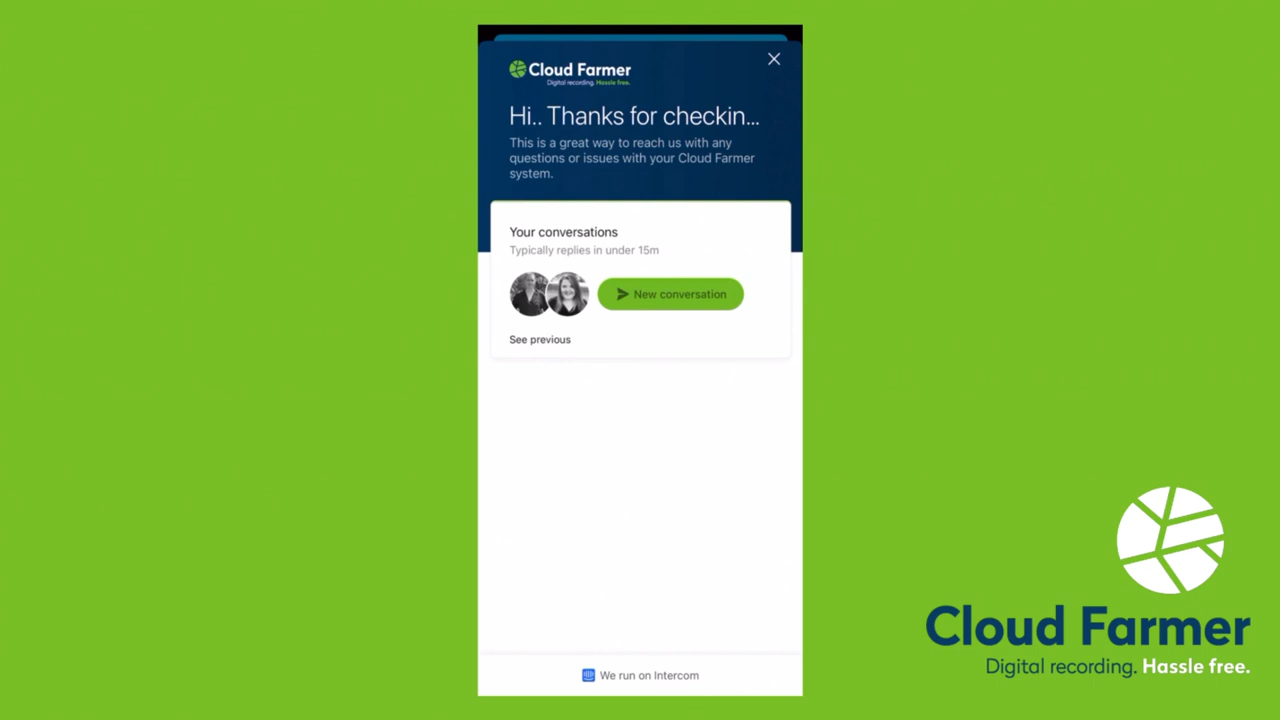 Cloud Farmer
Digital recording. Hassle free.
Hi.. Thanks for checkin...
This is a great way to reach us with any
questions or issues with your Cloud Farmer
system.
Your conversations
Typically replies in under 15m
New conversation
See previous
We run on Intercom
Cloud Farmer
Digital recording. Hassle free.